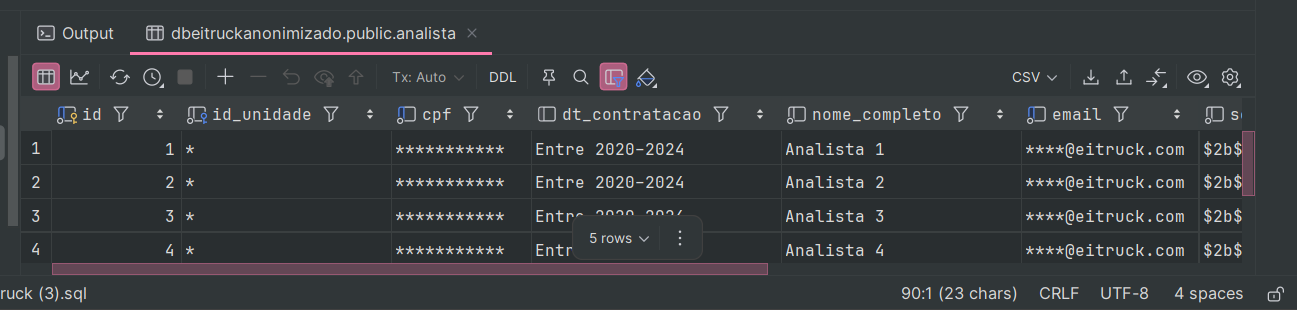 Output dbeitruckanonimizado.public.analista
Tx: Auto DDL CSV
id id_unidade cpf dt_contratacao nome_completo email
1 1 * *********** Entre 2020-2024 Analista 1 ****@eitruck.com $2b$
2 2 * *********** Entre 2020-2024 Analista 2 ****@eitruck.com $2b$
3 3 * *********** Entre 2020-2024 Analista 3 ****@eitruck.com $2b$
5 rows
4 4 * *********** Entr Analista 4 ****@eitruck.com $2b$
ruck (3).sql 90:1 (23 chars) CRLF UTF-8 4 spaces